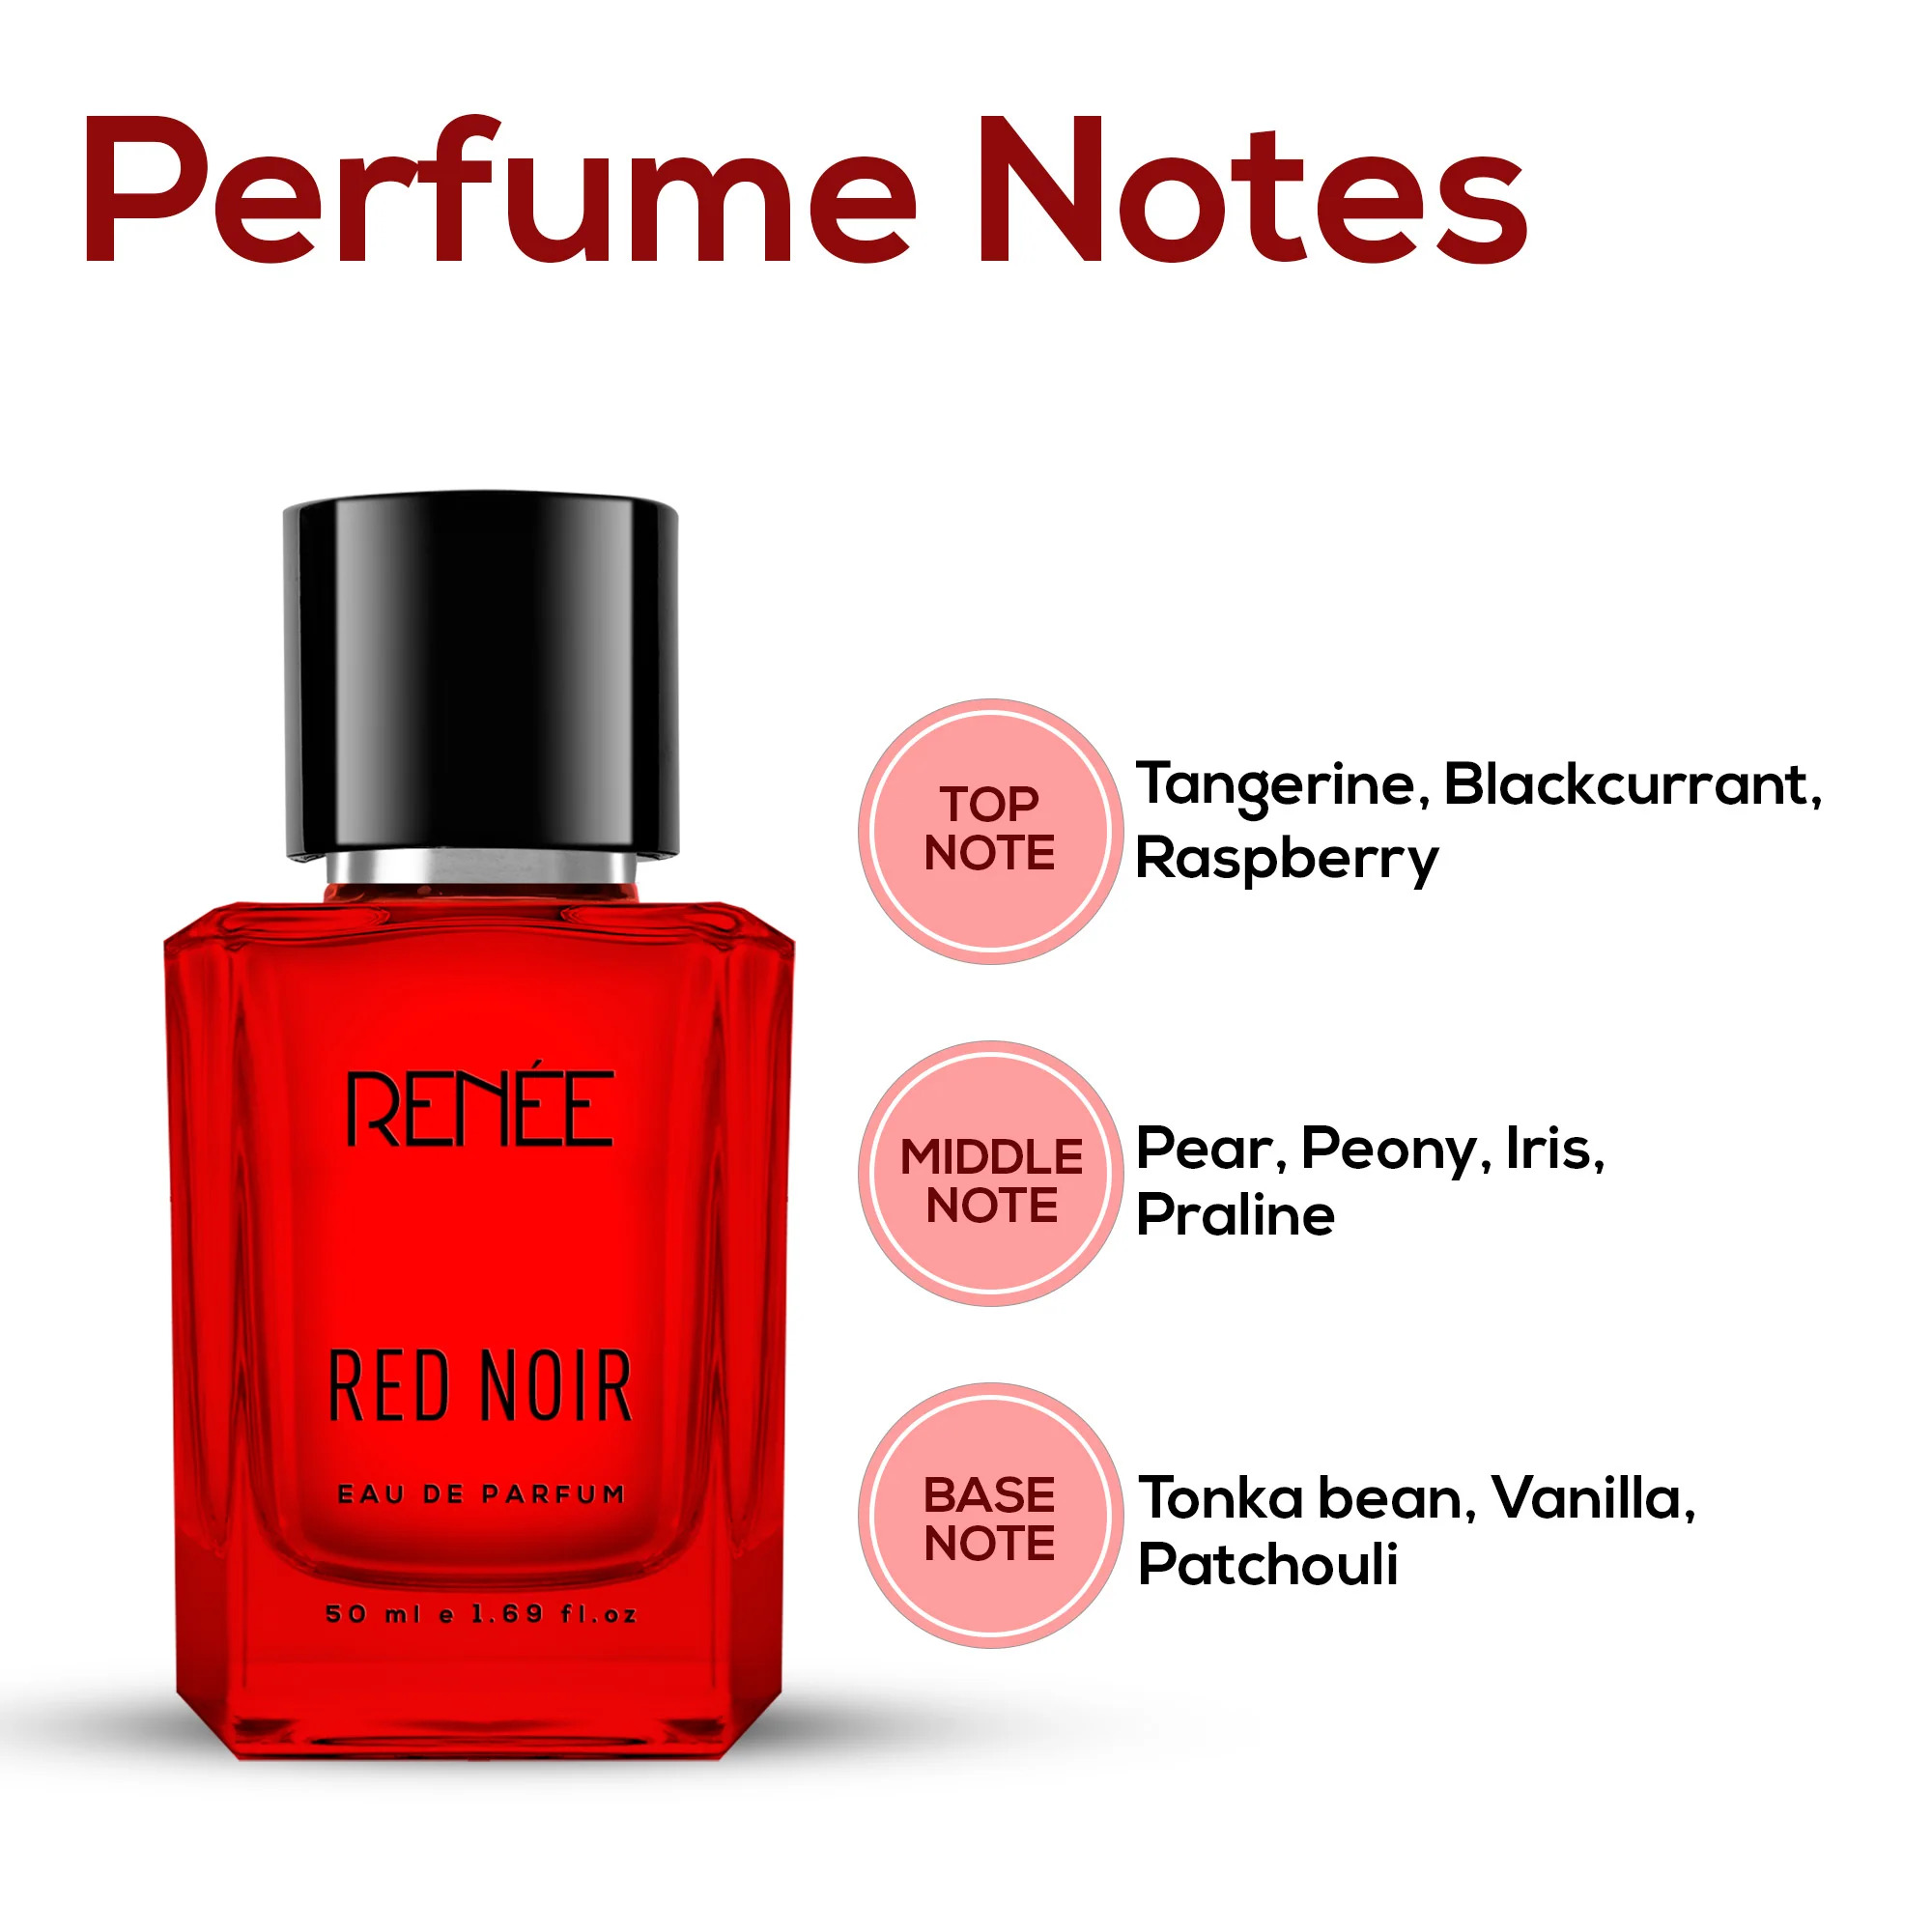 Perfume Notes
RENÉE
RED NOIR
EAU DE PARFUM
50 ml e 1.69 fl.oz
TOP
NOTE
Tangerine, Blackcurrant,
Raspberry
MIDDLE
NOTE
Pear, Peony, Iris,
Praline
BASE
NOTE
Tonka bean, Vanilla,
Patchouli